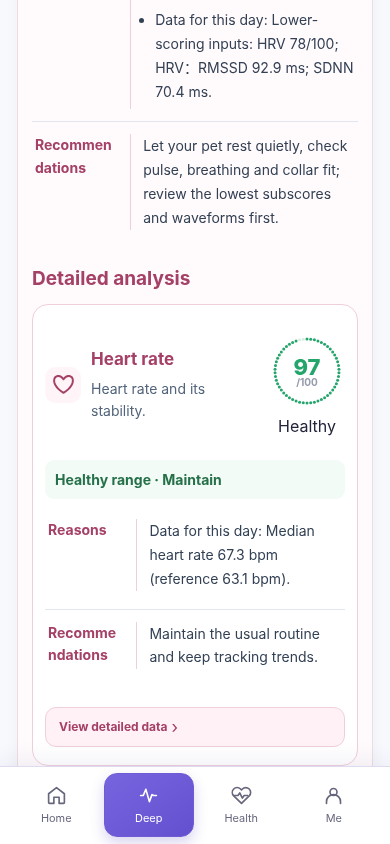 Data for this day: Lower-
scoring inputs: HRV 78/100;
HRV：RMSSD 92.9 ms; SDNN
70.4 ms.
Recommen
dations
Let your pet rest quietly, check
pulse, breathing and collar fit;
review the lowest subscores
and waveforms first.
Detailed analysis
Heart rate
Heart rate and its
stability.
97
/100
Healthy
Healthy range · Maintain
Reasons
Data for this day: Median
heart rate 67.3 bpm
(reference 63.1 bpm).
Recomme
ndations
Maintain the usual routine
and keep tracking trends.
View detailed data ›
Home
Deep
Health
Me